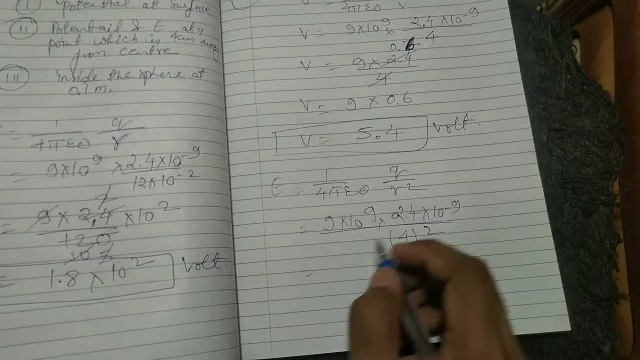 (I) Potential at surface
(II) Potential & E at a
point which is 4m away
from centre
(III) Inside the sphere at
0.1m.
= 1/4πε0 q/r
= 9×10^9 × 2.4×10^-9 / 12×10^-2
= 9 × 2.4 × 10^2 / 120
= 1.8 × 10^2 volt.
V = 9×10^9 × 2.4×10^-9 / 4
V = 9 × 2.4 / 4 0.6
V = 9 × 0.6
V = 5.4 volt.
E = 1/4πε0 q/r^2
= 9×10^9 × 2.4×10^-9 / (4)^2
=